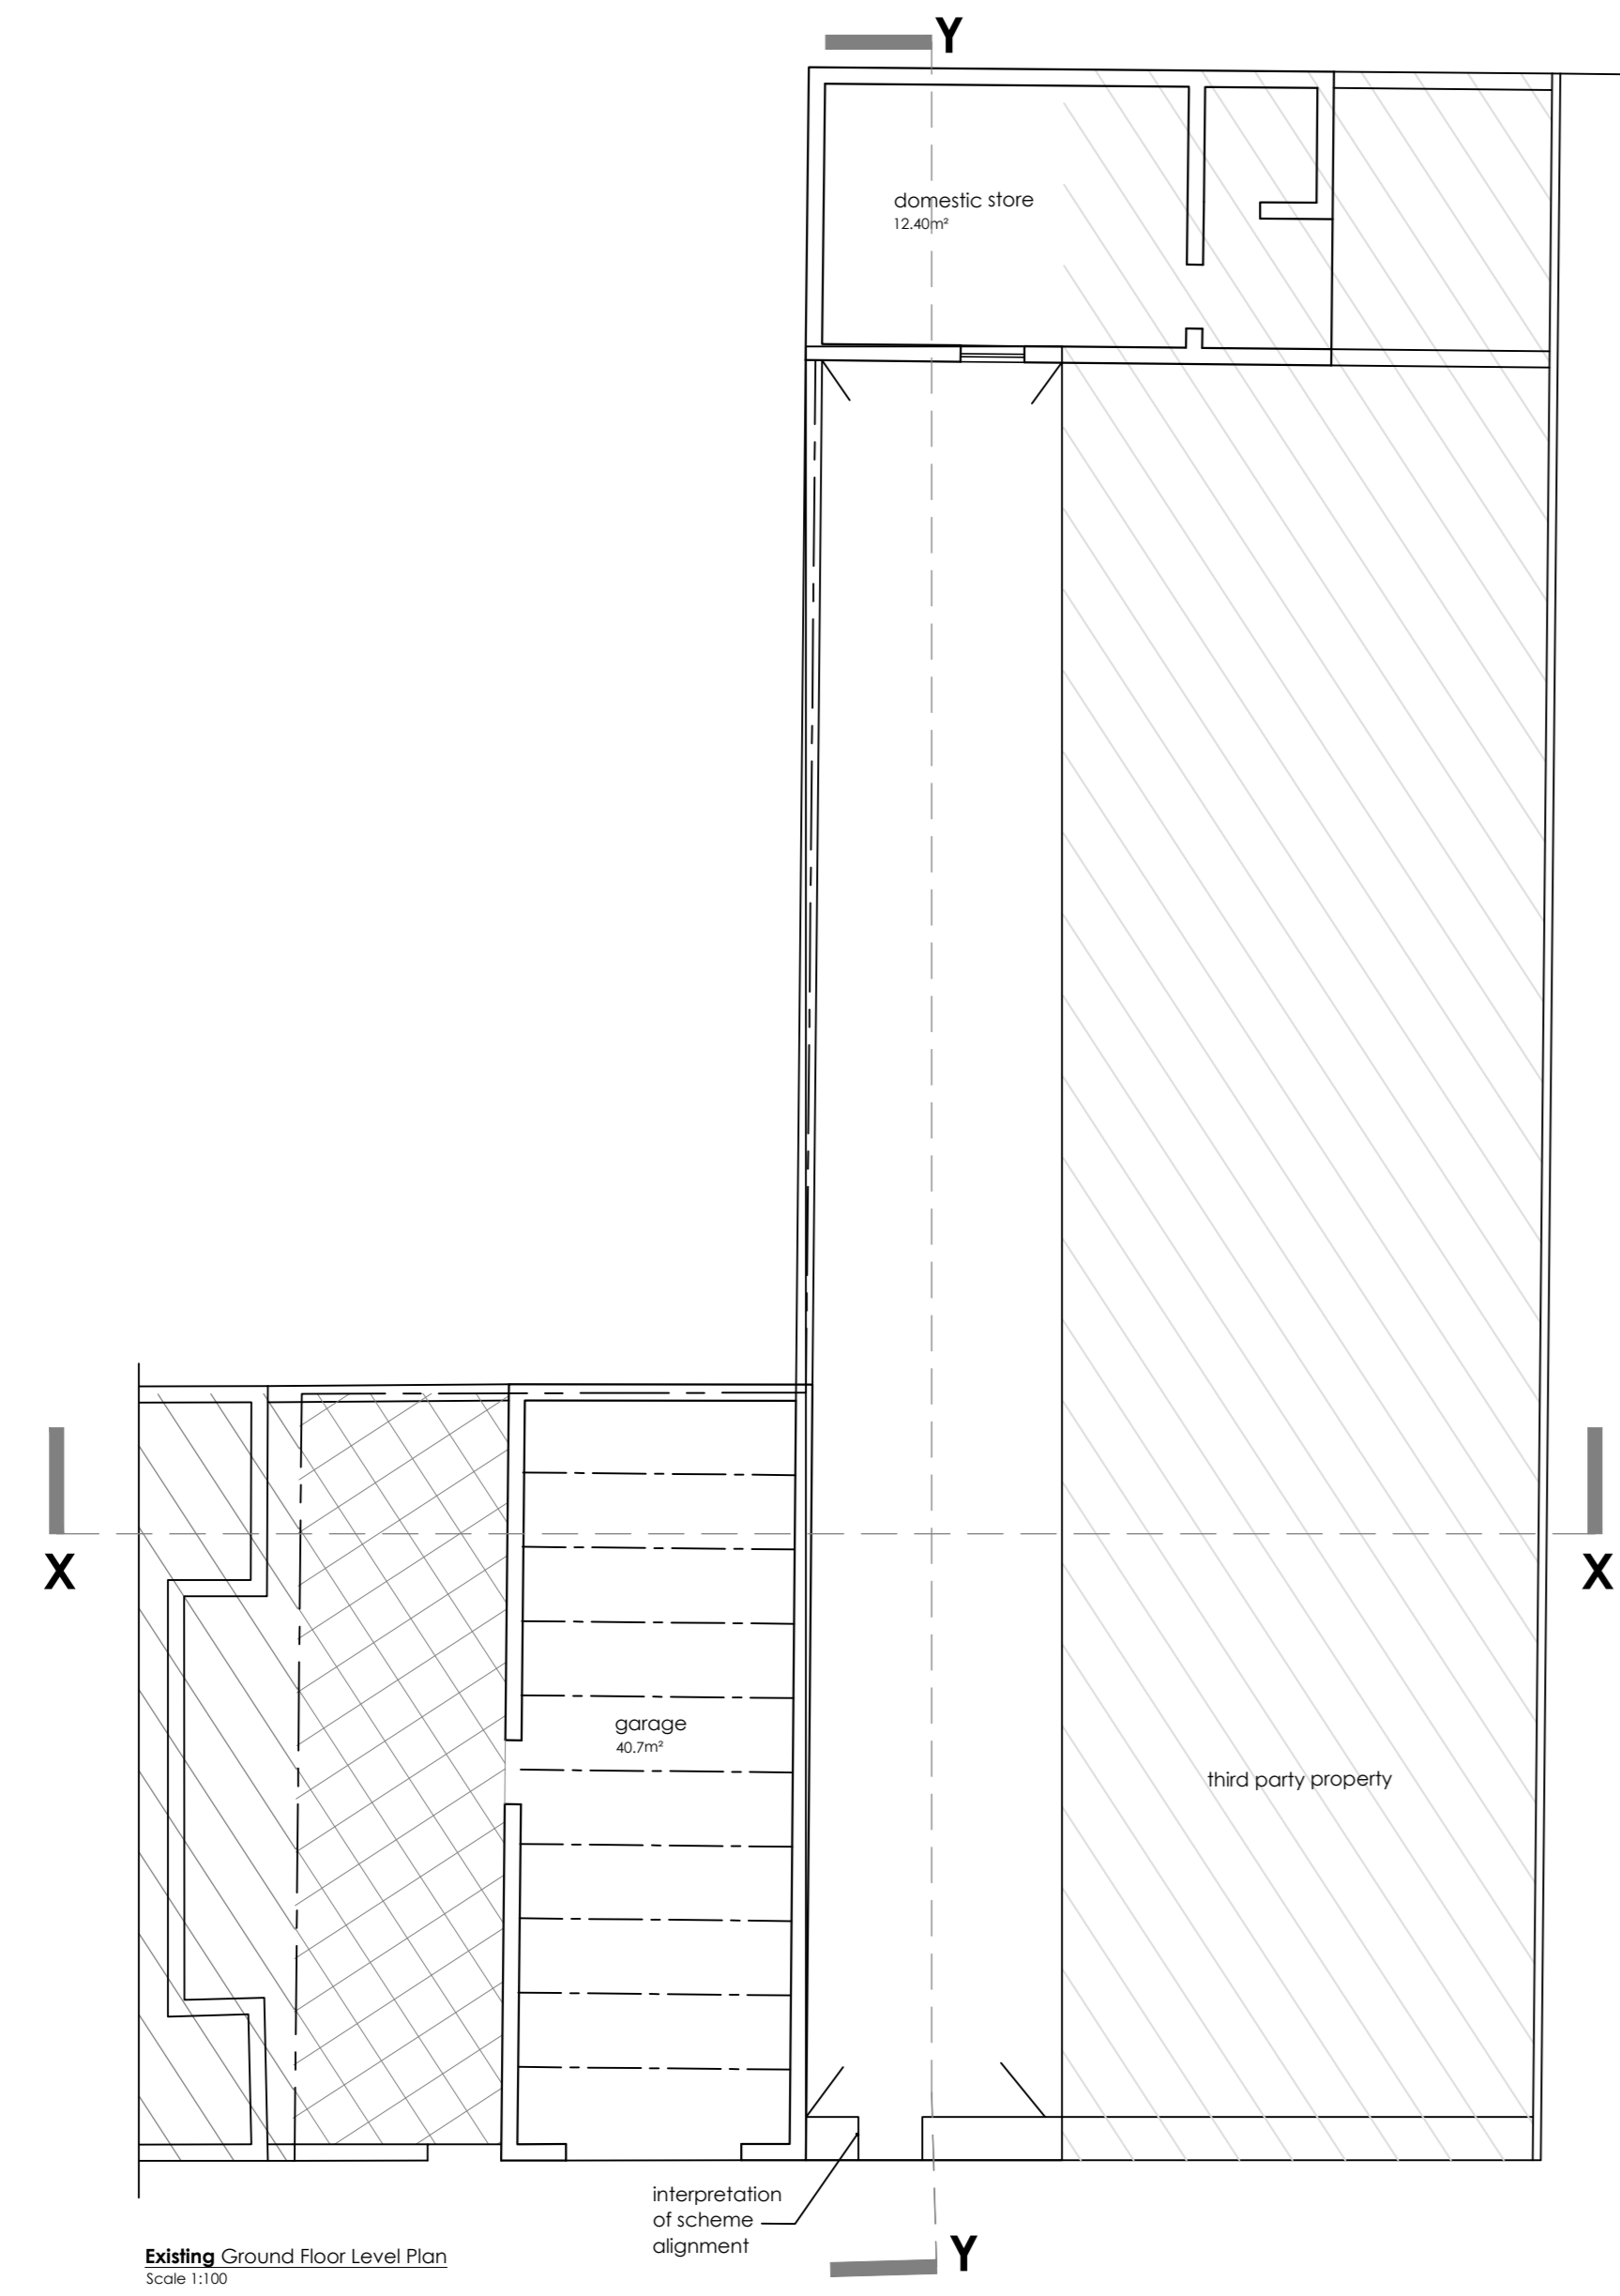 Y
domestic store
12.40m²
X
X
garage
40.7m²
third party property
interpretation
of scheme
alignment
Y
Existing Ground Floor Level Plan
Scale 1:100